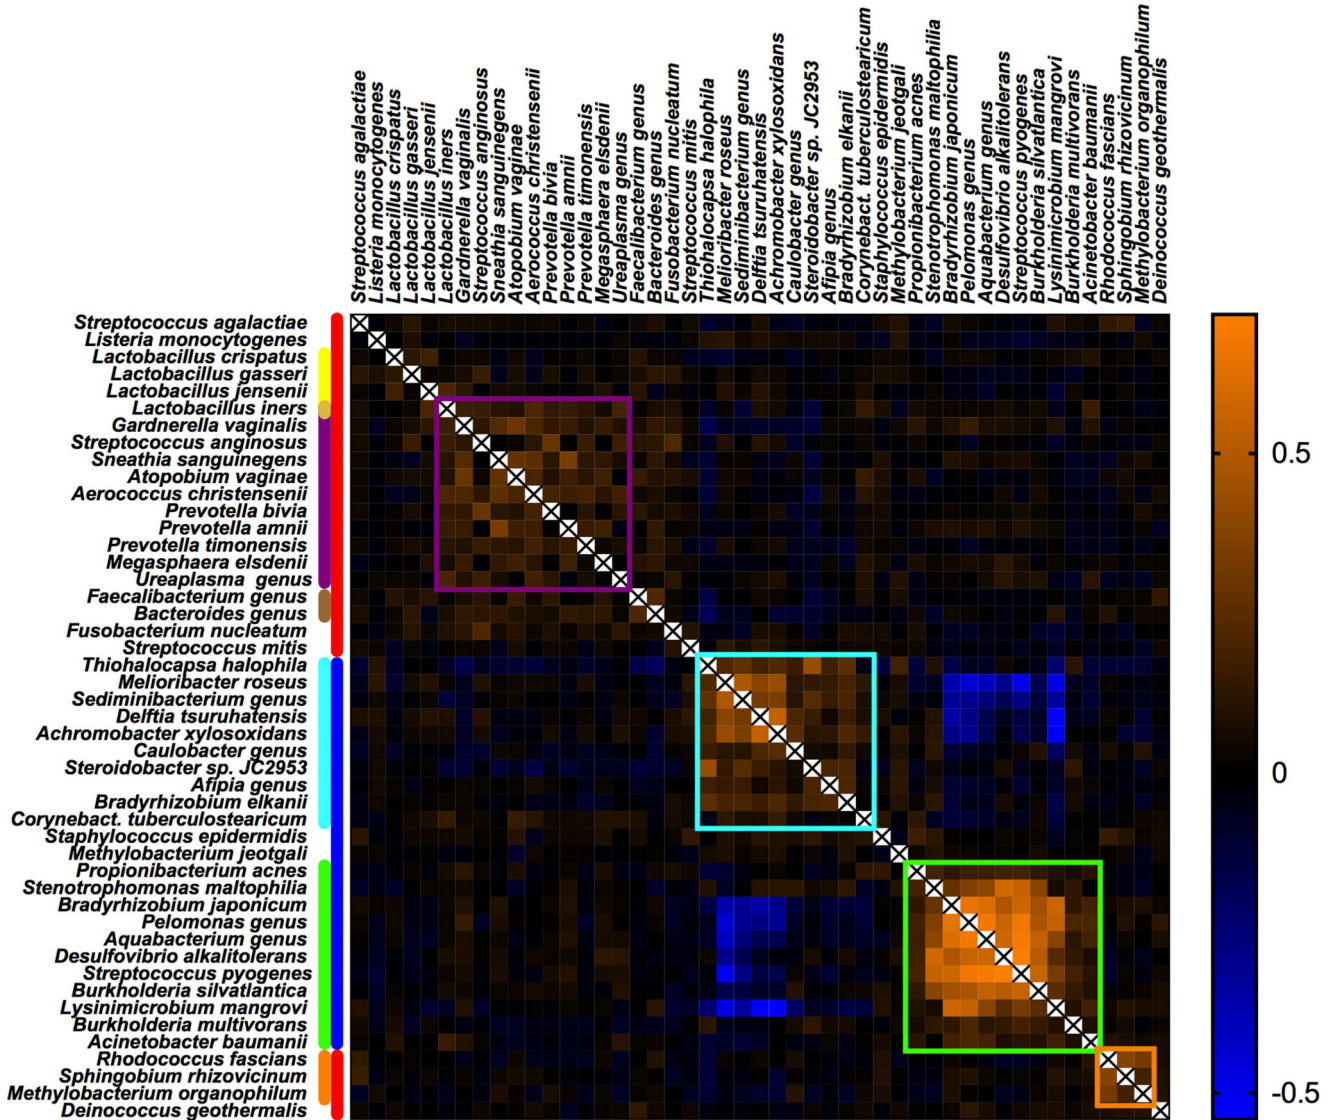 Streptococcus agalactiae
Listeria monocytogenes
Lactobacillus crispatus
Lactobacillus gasseri
Lactobacillus jensenii
Lactobacillus iners
Gardnerella vaginalis
Streptococcus anginosus
Sneathia sanguinegens
Atopobium vaginae
Aerococcus christensenii
Prevotella bivia
Prevotella amnii
Prevotella timonensis
Megasphaera elsdenii
Ureaplasma genus
Faecalibacterium genus
Bacteroides genus
Fusobacterium nucleatum
Streptococcus mitis
Thiohalocapsa halophila
Melioribacter roseus
Sediminibacterium genus
Delftia tsuruhatensis
Achromobacter xylosoxidans
Caulobacter genus
Steroidobacter sp. JC2953
Afipia genus
Bradyrhizobium elkanii
Corynebact. tuberculostearicum
Staphylococcus epidermidis
Methylobacterium jeotgali
Propionibacterium acnes
Stenotrophomonas maltophilia
Bradyrhizobium japonicum
Pelomonas genus
Aquabacterium genus
Desulfovibrio alkalitolerans
Streptococcus pyogenes
Burkholderia silvatlantica
Lysinimicrobium mangrovi
Burkholderia multivorans
Acinetobacter baumanii
Rhodococcus fascians
Sphingobium rhizovicinum
Methylobacterium organophilum
Deinococcus geothermalis
Streptococcus agalactiae
Listeria monocytogenes
Lactobacillus crispatus
Lactobacillus gasseri
Lactobacillus jensenii
Lactobacillus iners
Gardnerella vaginalis
Streptococcus anginosus
Sneathia sanguinegens
Atopobium vaginae
Aerococcus christensenii
Prevotella bivia
Prevotella amnii
Prevotella timonensis
Megasphaera elsdenii
Ureaplasma genus
Faecalibacterium genus
Bacteroides genus
Fusobacterium nucleatum
Streptococcus mitis
Thiohalocapsa halophila
Melioribacter roseus
Sediminibacterium genus
Delftia tsuruhatensis
Achromobacter xylosoxidans
Caulobacter genus
Steroidobacter sp. JC2953
Afipia genus
Bradyrhizobium elkanii
Corynebact. tuberculostearicum
Staphylococcus epidermidis
Methylobacterium jeotgali
Propionibacterium acnes
Stenotrophomonas maltophilia
Bradyrhizobium japonicum
Pelomonas genus
Aquabacterium genus
Desulfovibrio alkalitolerans
Streptococcus pyogenes
Burkholderia silvatlantica
Lysinimicrobium mangrovi
Burkholderia multivorans
Acinetobacter baumanii
Rhodococcus fascians
Sphingobium rhizovicinum
Methylobacterium organophilum
Deinococcus geothermalis
0.5
0
-0.5